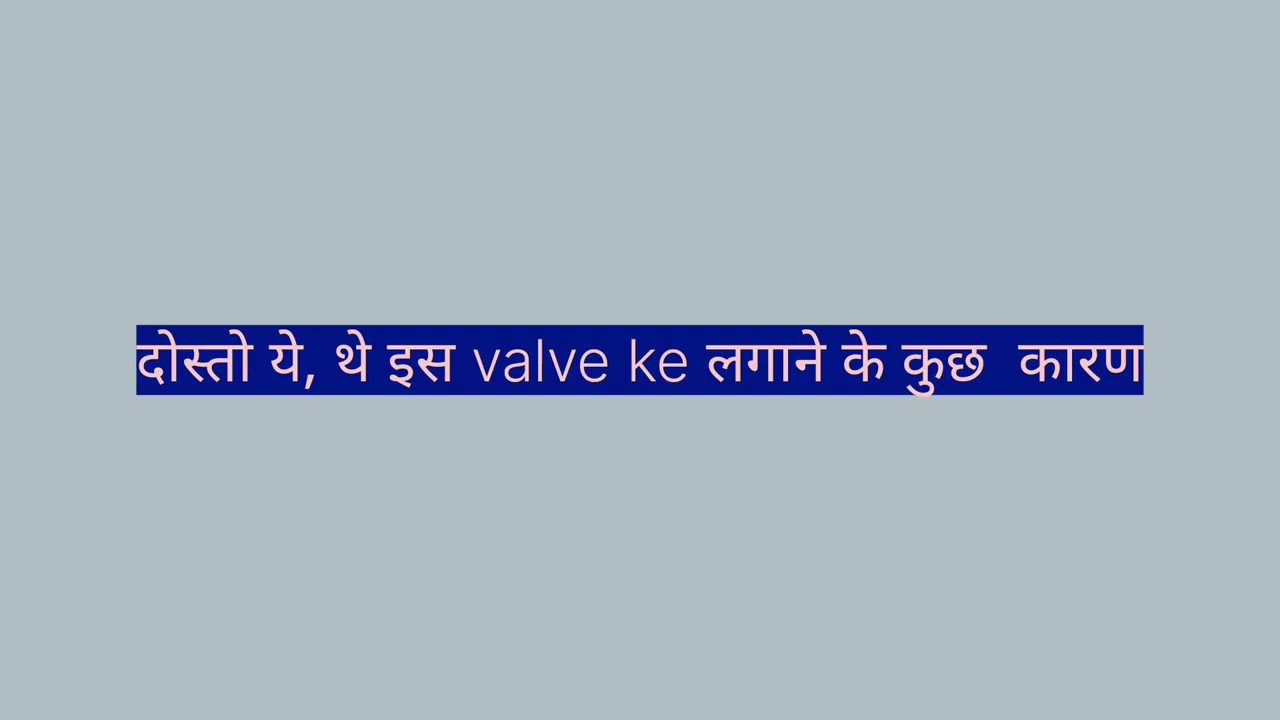 दोस्तो ये, थे इस valve ke लगाने के कुछ  कारण